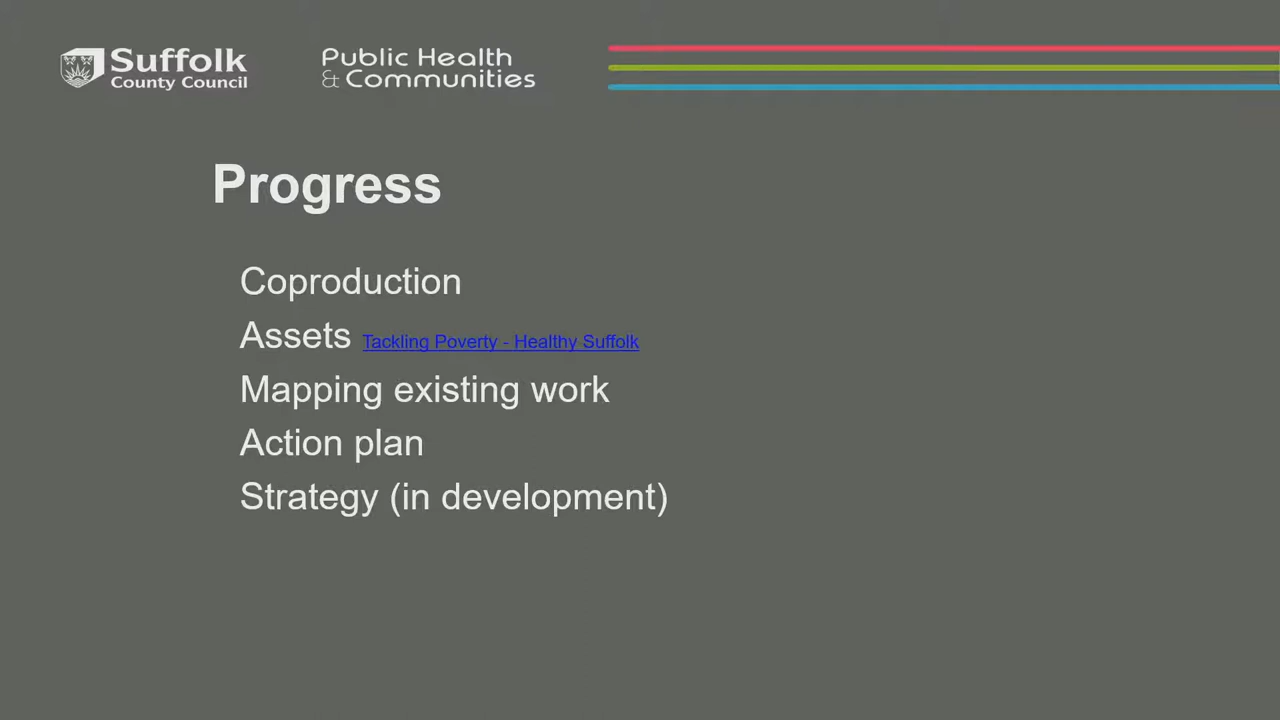 Suffolk
County Council
Public Health
& Communities
Progress
Coproduction
Assets Tackling Poverty - Healthy Suffolk
Mapping existing work
Action plan
Strategy (in development)